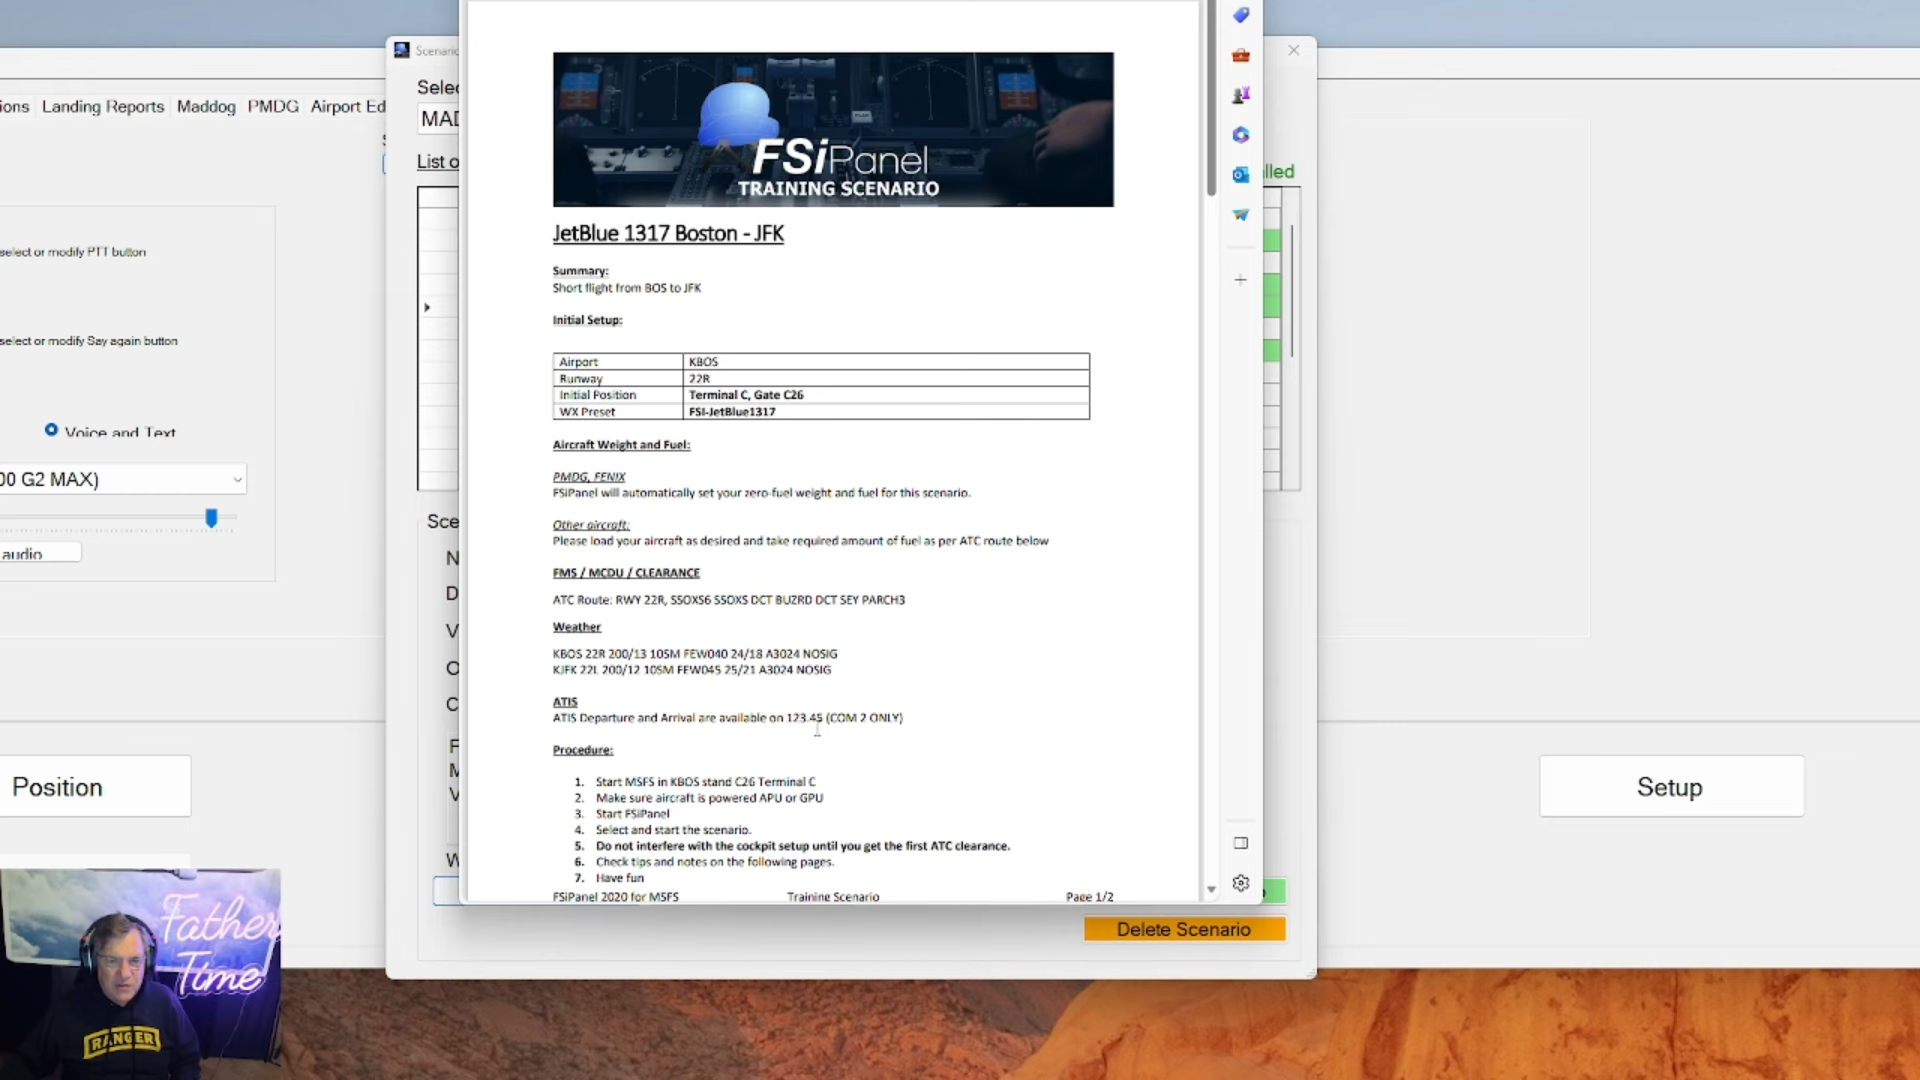 Scenario
ions Landing Reports Maddog PMDG Airport Ed
Selec
MAD
List o
lled
select or modify PTT button
select or modify Say again button
Voice and Text
00 G2 MAX)
audio
Position
Setup
Sce
N
D
V
O
C
F
M
V
W
FSiPanel
TRAINING SCENARIO
JetBlue 1317 Boston - JFK
Summary:
Short flight from BOS to JFK
Initial Setup:
Airport KBOS
Runway 22R
Initial Position Terminal C, Gate C26
WX Preset FSI-JetBlue1317
Aircraft Weight and Fuel:
PMDG, FENIX
FSiPanel will automatically set your zero-fuel weight and fuel for this scenario.
Other aircraft:
Please load your aircraft as desired and take required amount of fuel as per ATC route below
FMS / MCDU / CLEARANCE
ATC Route: RWY 22R, SSOXS6 SSOXS DCT BUZRD DCT SEY PARCH3
Weather
KBOS 22R 200/13 10SM FEW040 24/18 A3024 NOSIG
KJFK 22L 200/12 10SM FEW045 25/21 A3024 NOSIG
ATIS
ATIS Departure and Arrival are available on 123.45 (COM 2 ONLY)
Procedure:
1. Start MSFS in KBOS stand C26 Terminal C
2. Make sure aircraft is powered APU or GPU
3. Start FSiPanel
4. Select and start the scenario.
5. Do not interfere with the cockpit setup until you get the first ATC clearance.
6. Check tips and notes on the following pages.
7. Have fun
FSiPanel 2020 for MSFS Training Scenario Page 1/2
Delete Scenario
Father
Time
RANGER